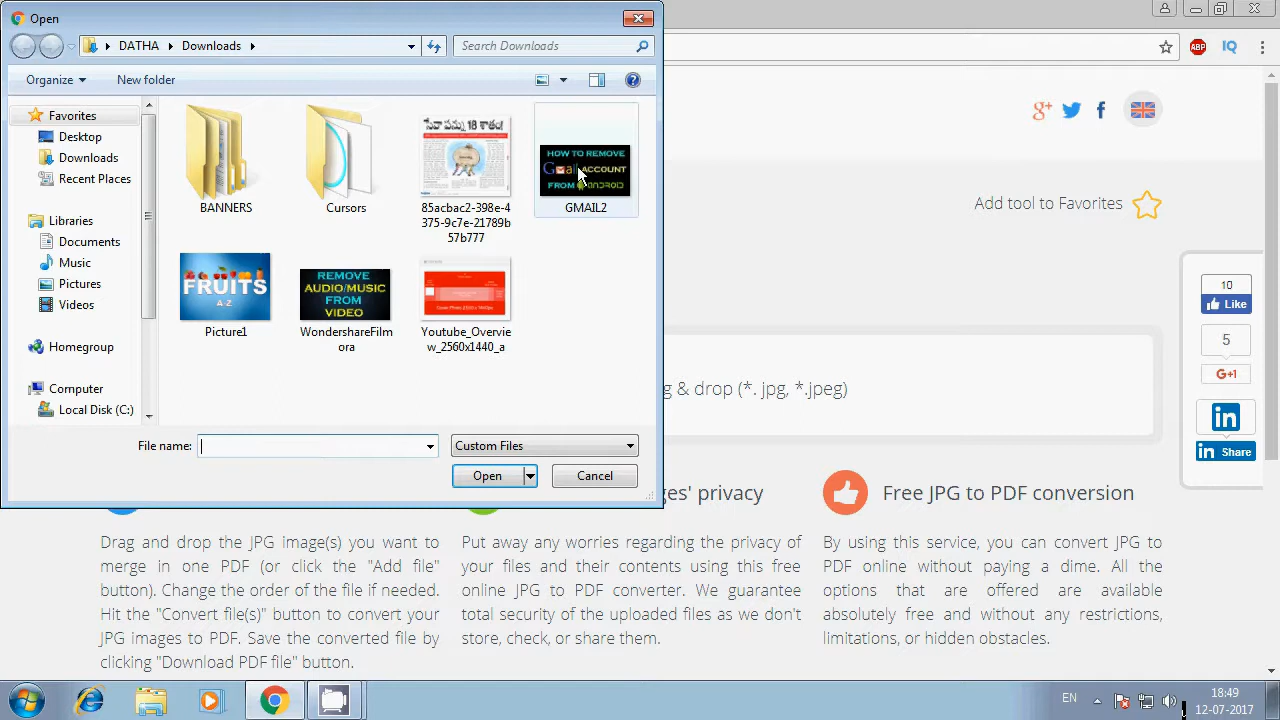 Open
DATHA
Downloads
Search Downloads
Organize
New folder
Favorites
Desktop
Downloads
Recent Places
Libraries
Documents
Music
Pictures
Videos
Homegroup
Computer
Local Disk (C:)
BANNERS
Cursors
సేవా పన్ను 18 శాతం!
85acbac2-398e-4
375-9c7e-21789b
57b777
HOW TO REMOVE
Gmail ACCOUNT
FROM ANDROID
GMAIL2
FRUITS
A-Z
Picture1
REMOVE
AUDIO/MUSIC
FROM
VIDEO
WondershareFilm
ora
Youtube_Overvie
w_2560x1440_a
File name:
Custom Files
Open
Cancel
ABP
IQ
g+
Add tool to Favorites
10
Like
5
G+1
in
in Share
g & drop (*. jpg, *.jpeg)
ges' privacy
Free JPG to PDF conversion
Drag and drop the JPG image(s) you want to
merge in one PDF (or click the "Add file"
button). Change the order of the file if needed.
Hit the "Convert file(s)" button to convert your
JPG images to PDF. Save the converted file by
clicking "Download PDF file" button.
Put away any worries regarding the privacy of
your files and their contents using this free
online JPG to PDF converter. We guarantee
total security of the uploaded files as we don't
store, check, or share them.
By using this service, you can convert JPG to
PDF online without paying a dime. All the
options that are offered are available
absolutely free and without any restrictions,
limitations, or hidden obstacles.
EN
18:49
12-07-2017